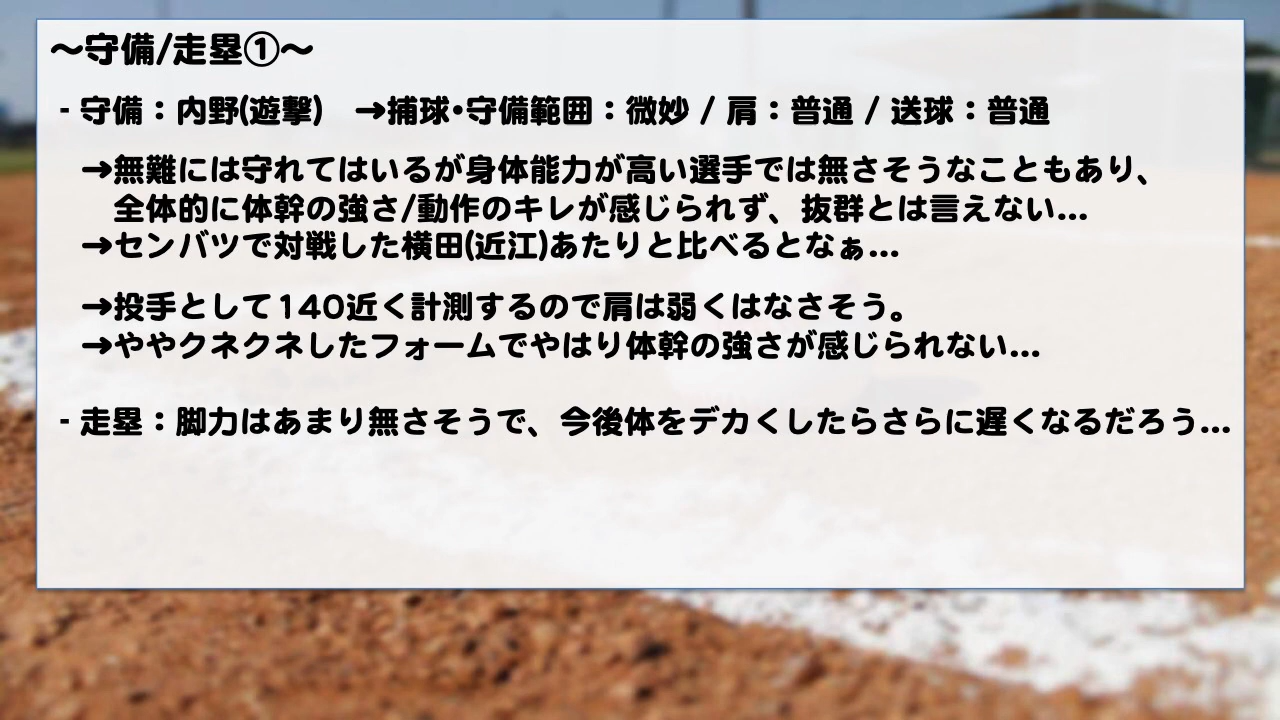 ～守備/走塁①～
- 守備：内野(遊撃)　→捕球・守備範囲：微妙 / 肩：普通 / 送球：普通
→無難には守れてはいるが身体能力が高い選手では無さそうなこともあり、
全体的に体幹の強さ/動作のキレが感じられず、抜群とは言えない…
→センバツで対戦した横田(近江)あたりと比べるとなぁ…
→投手として140近く計測するので肩は弱くはなさそう。
→ややクネクネしたフォームでやはり体幹の強さが感じられない…
- 走塁：脚力はあまり無さそうで、今後体をデカくしたらさらに遅くなるだろう…